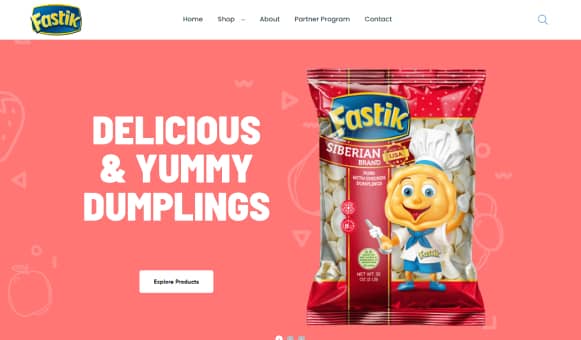 Fastik
Home
Shop
About
Partner Program
Contact
DELICIOUS
& YUMMY
DUMPLINGS
Explore Products
Fastik
SIBERIAN
BRAND
USA
PORK
WITH CHICKEN
DUMPLINGS
Fastik
NET WT. 32
OZ (2 LB)